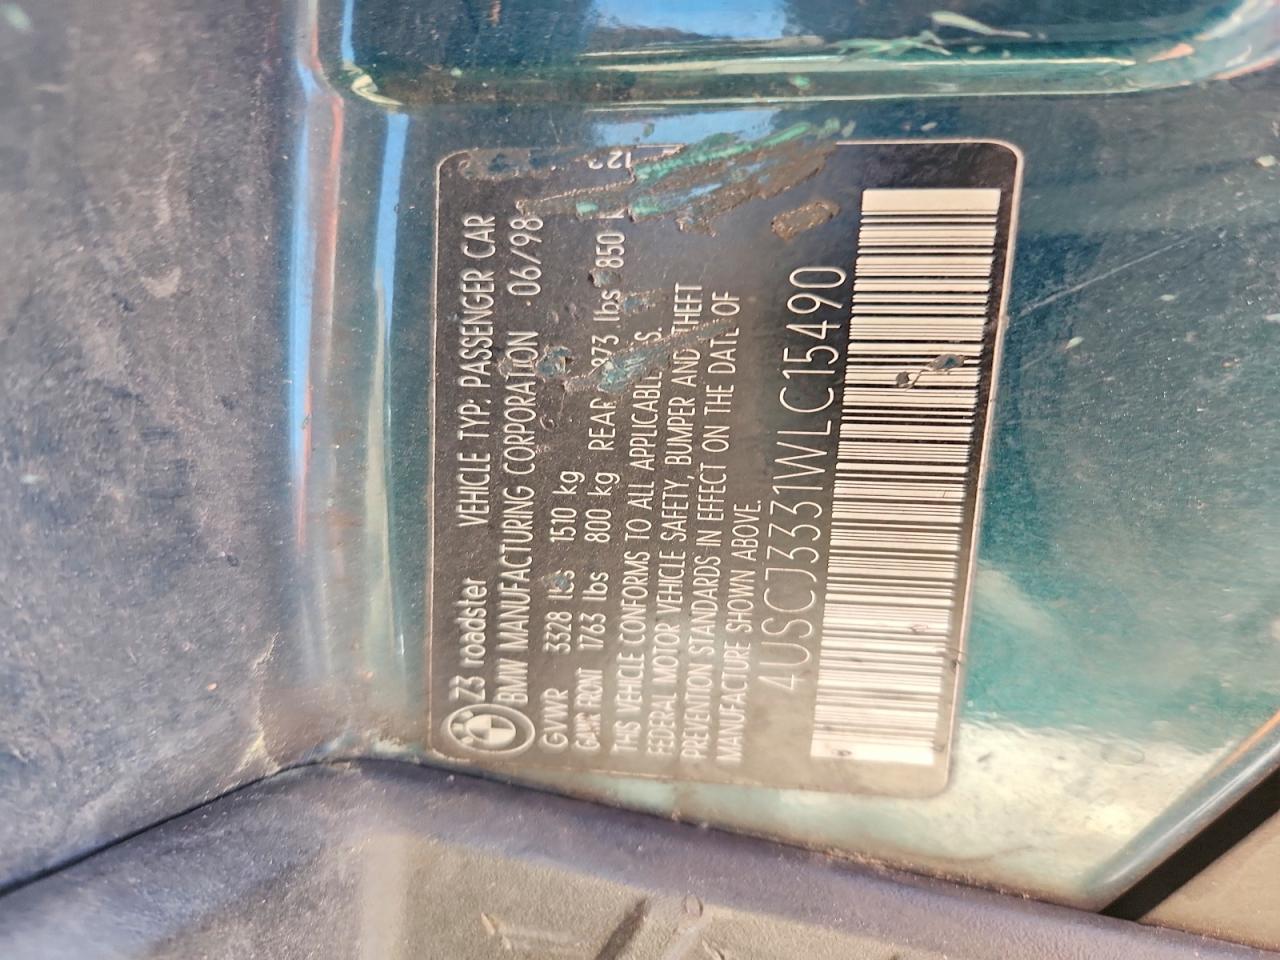 Z3 roadster VEHICLE TYP: PASSENGER CAR
BMW MANUFACTURING CORPORATION 06/98
GVWR 3328 lbs 1510 kg
GAWR FRONT 1763 lbs 800 kg REAR 1873 lbs 850
THIS VEHICLE CONFORMS TO ALL APPLICABLE U.S.
FEDERAL MOTOR VEHICLE SAFETY, BUMPER AND THEFT
PREVENTION STANDARDS IN EFFECT ON THE DATE OF
MANUFACTURE SHOWN ABOVE.
4USCJ3331WLC15490